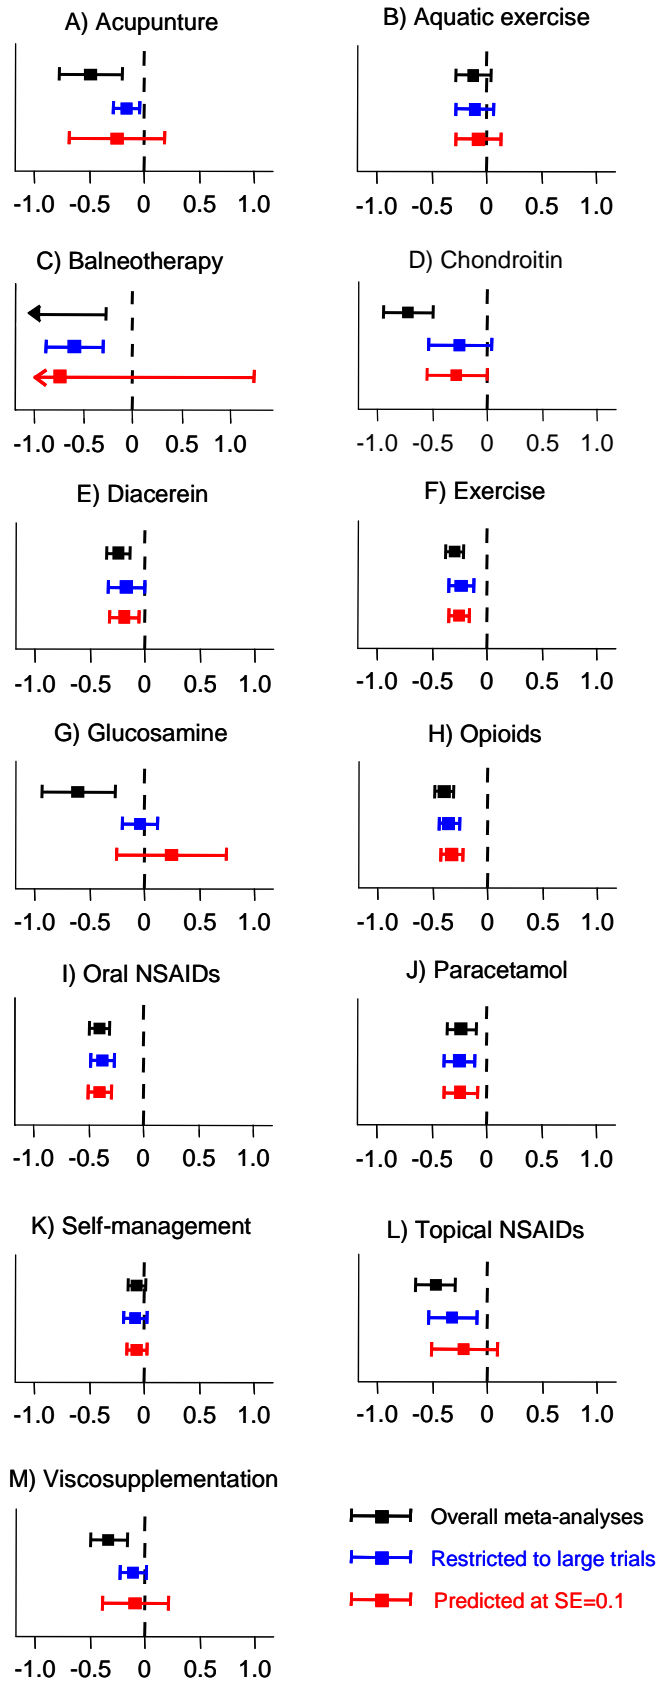 A) Acupunture
B) Aquatic exercise
-1.0 -0.5 0 0.5 1.0
-1.0 -0.5 0 0.5 1.0
C) Balneotherapy
D) Chondroitin
-1.0 -0.5 0 0.5 1.0
-1.0 -0.5 0 0.5 1.0
E) Diacerein
F) Exercise
-1.0 -0.5 0 0.5 1.0
-1.0 -0.5 0 0.5 1.0
G) Glucosamine
H) Opioids
-1.0 -0.5 0 0.5 1.0
-1.0 -0.5 0 0.5 1.0
I) Oral NSAIDs
J) Paracetamol
-1.0 -0.5 0 0.5 1.0
-1.0 -0.5 0 0.5 1.0
K) Self-management
L) Topical NSAIDs
-1.0 -0.5 0 0.5 1.0
-1.0 -0.5 0 0.5 1.0
M) Viscosupplementation
-1.0 -0.5 0 0.5 1.0
Overall meta-analyses
Restricted to large trials
Predicted at SE=0.1